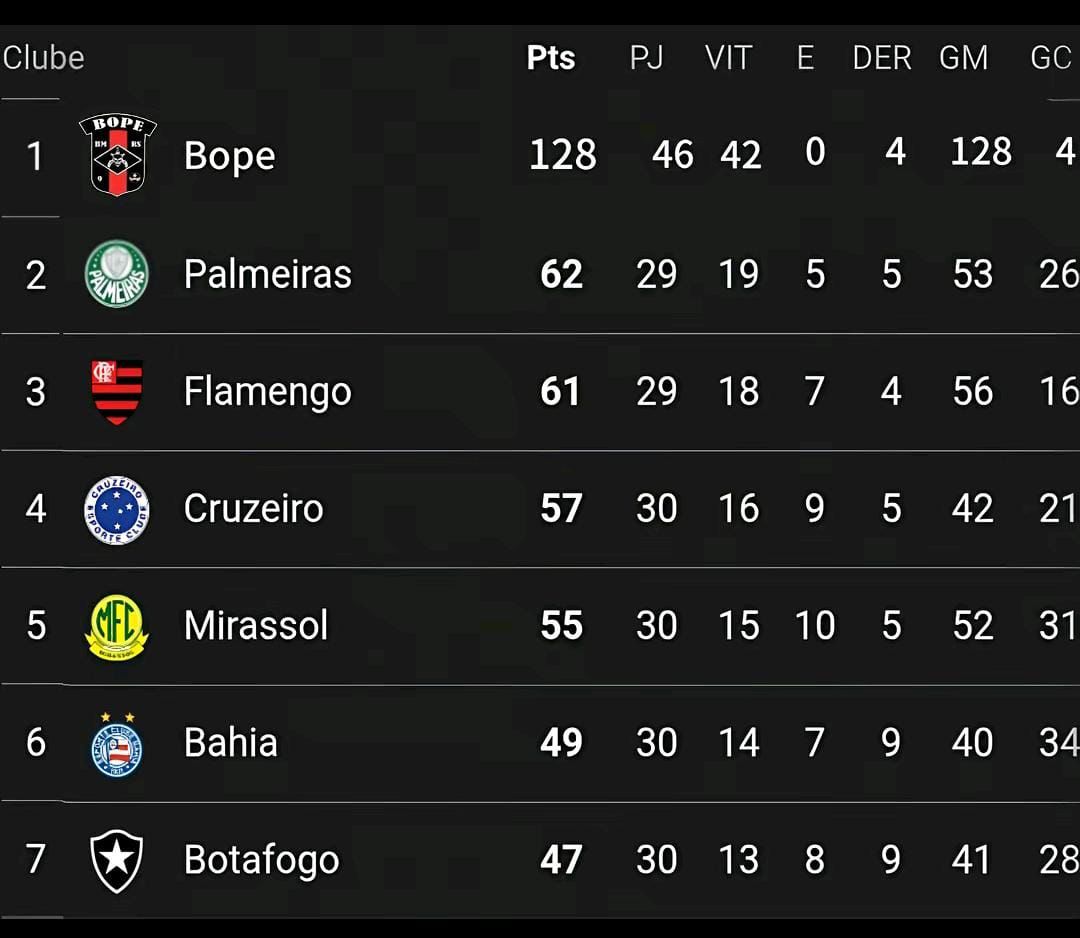 Clube Pts PJ VIT E DER GM GC
1 BOPE BM RS Bope 128 46 42 0 4 128 4
2 PALMEIRAS Palmeiras 62 29 19 5 5 53 26
3 Flamengo 61 29 18 7 4 56 16
4 CRUZEIRO ESPORTE CLUBE Cruzeiro 57 30 16 9 5 42 21
5 MFC Mirassol 55 30 15 10 5 52 31
6 Bahia 49 30 14 7 9 40 34
7 Botafogo 47 30 13 8 9 41 28